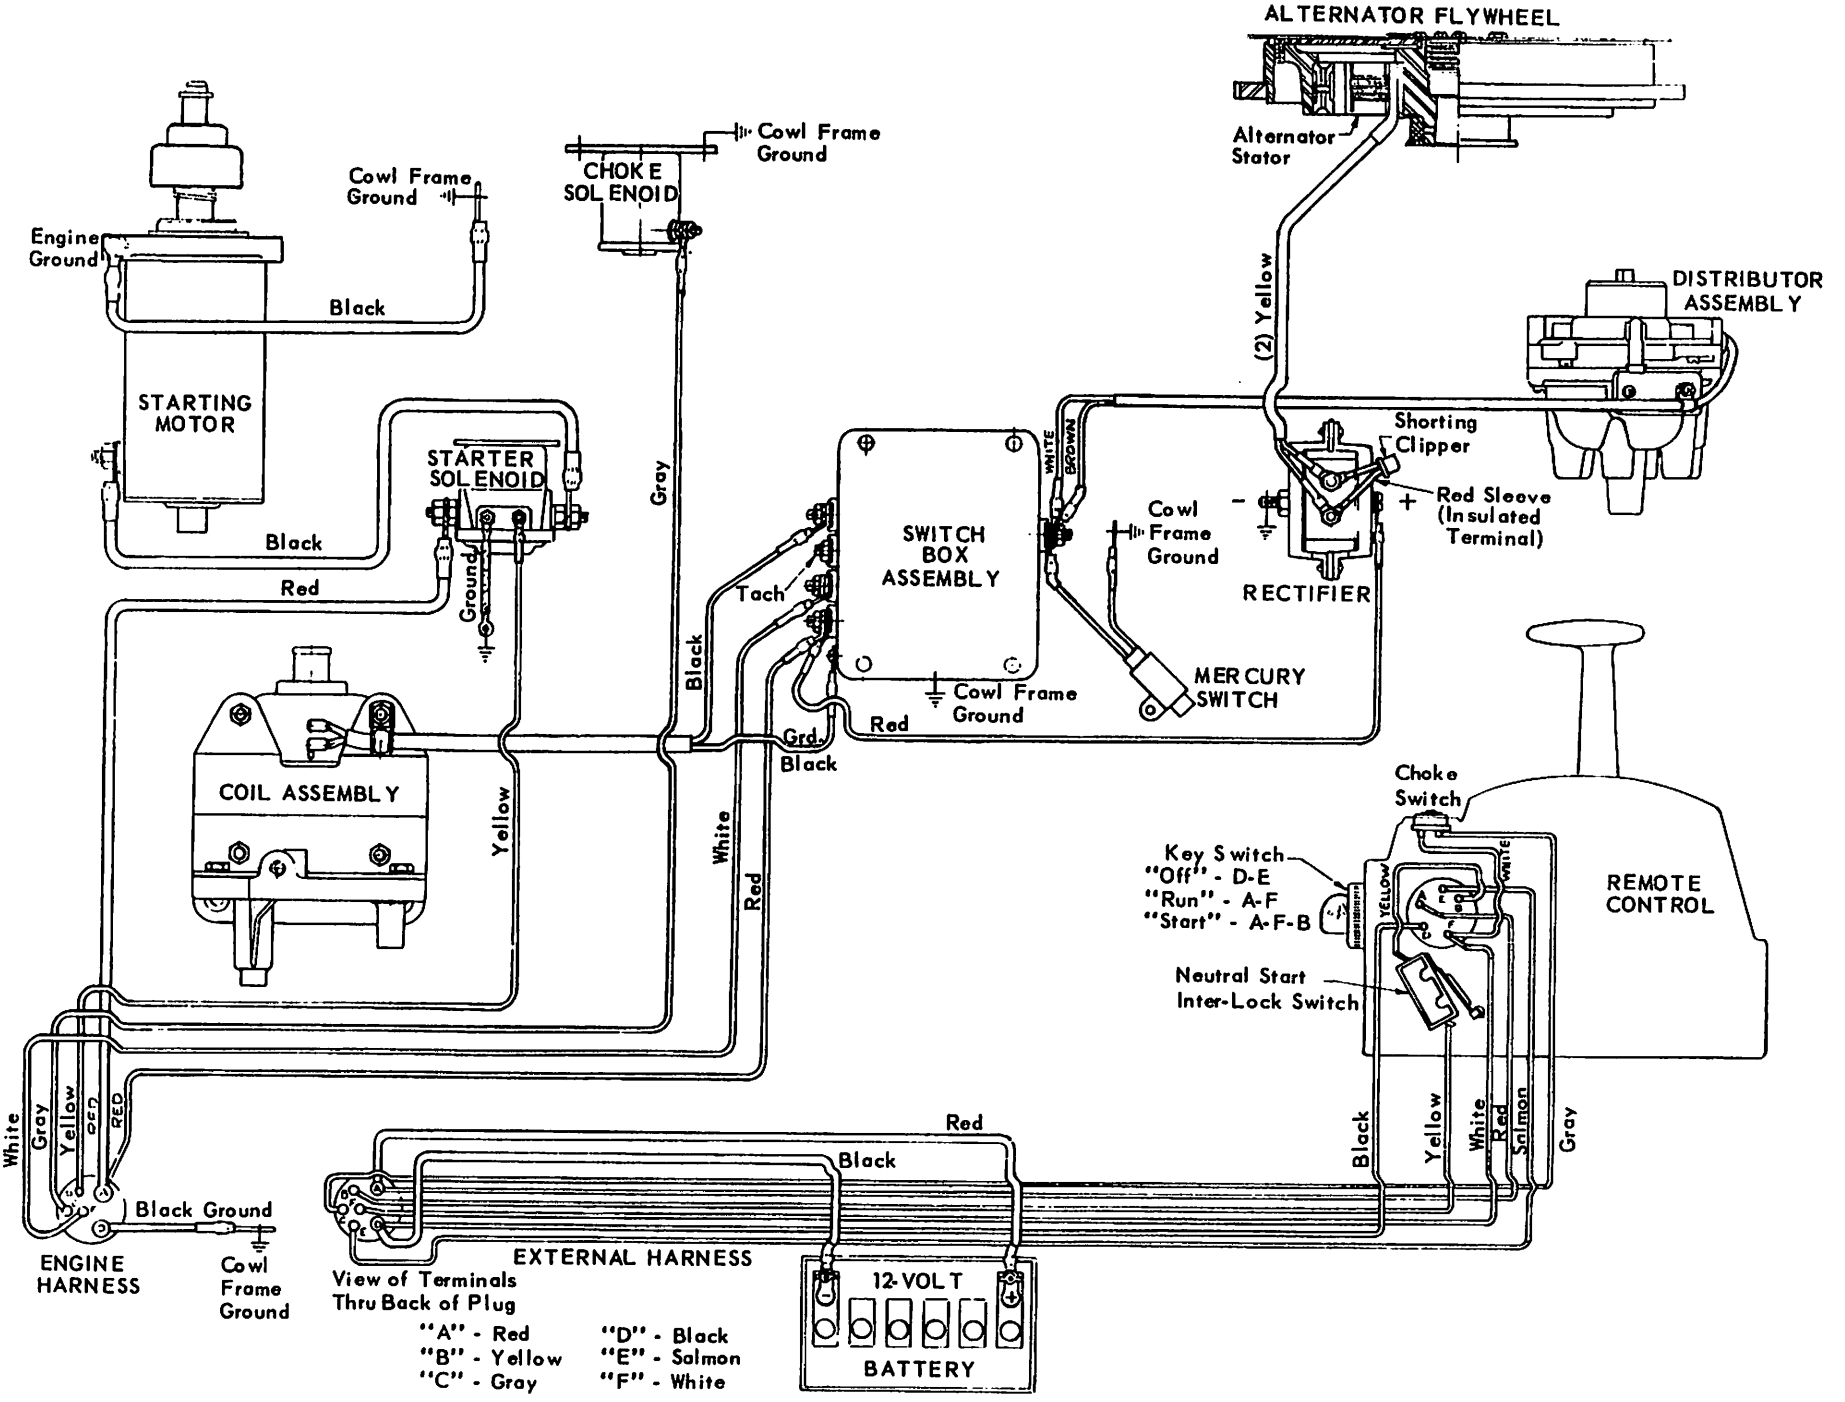 ALTERNATOR FLYWHEEL
Alternator
Stator
Cowl Frame
Ground
CHOKE
SOLENOID
Cowl Frame
Ground
Engine
Ground
Black
STARTING
MOTOR
Gray
(2) Yellow
DISTRIBUTOR
ASSEMBLY
Shorting
Clipper
Red Sleeve
(Insulated
Terminal)
-
+
RECTIFIER
WHITE
BROWN
Cowl
Frame
Ground
STARTER
SOLENOID
Black
Red
Ground
SWITCH
BOX
ASSEMBLY
Tach
Black
MERCURY
SWITCH
Cowl Frame
Ground
Red
Grd.
Black
COIL ASSEMBLY
Yellow
White
Red
Choke
Switch
Key Switch
"Off" - D-E
"Run" - A-F
"Start" - A-F-B
YELLOW
WHITE
A
E
B
F
D
REMOTE
CONTROL
Neutral Start
Inter-Lock Switch
White
Gray
Yellow
RED
RED
Black
Yellow
White
Red
Salmon
Gray
Red
Black
A
Black Ground
ENGINE
HARNESS
Cowl
Frame
Ground
A
B
F
C
E
EXTERNAL HARNESS
View of Terminals
Thru Back of Plug
"A" - Red
"B" - Yellow
"C" - Gray
"D" - Black
"E" - Salmon
"F" - White
12-VOLT
-
+
BATTERY